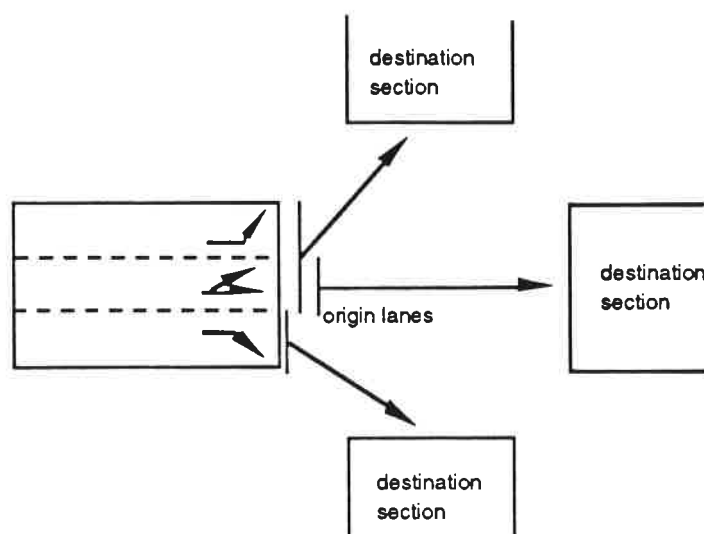 destination
section
destination
section
origin lanes
destination
section